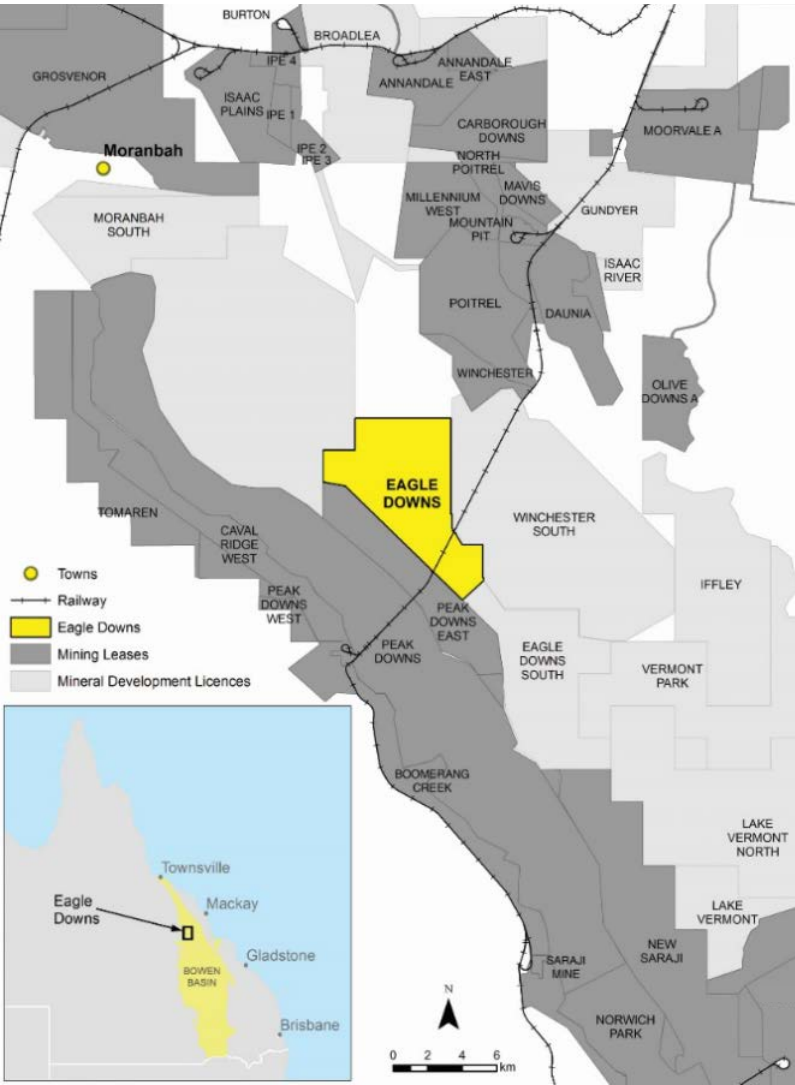 BURTON
BROADLEA
GROSVENOR
IPE 4
ANNANDALE
EAST
ANNANDALE
ISAAC
PLAINS
IPE 1
MOORVALE A
CARBOROUGH
DOWNS
Moranbah
IPE 2
IPE 3
NORTH
POITREL
MAVIS
DOWNS
MILLENNIUM
WEST
GUNDYER
MORANBAH
SOUTH
MOUNTAIN
PIT
ISAAC
RIVER
POITREL
DAUNIA
WINCHESTER
OLIVE
DOWNS A
EAGLE
DOWNS
TOMAREN
WINCHESTER
SOUTH
CAVAL
RIDGE
WEST
Towns
Railway
Eagle Downs
Mining Leases
Mineral Development Licences
IFFLEY
PEAK
DOWNS
WEST
PEAK
DOWNS
EAST
PEAK
DOWNS
EAGLE
DOWNS
SOUTH
VERMONT
PARK
BOOMERANG
CREEK
LAKE
VERMONT
NORTH
LAKE
VERMONT
NEW
SARAJI
SARAJI
MINE
NORWICH
PARK
Townsville
Eagle
Downs
Mackay
Gladstone
BOWEN
BASIN
Brisbane
N
0 2 4 6
km